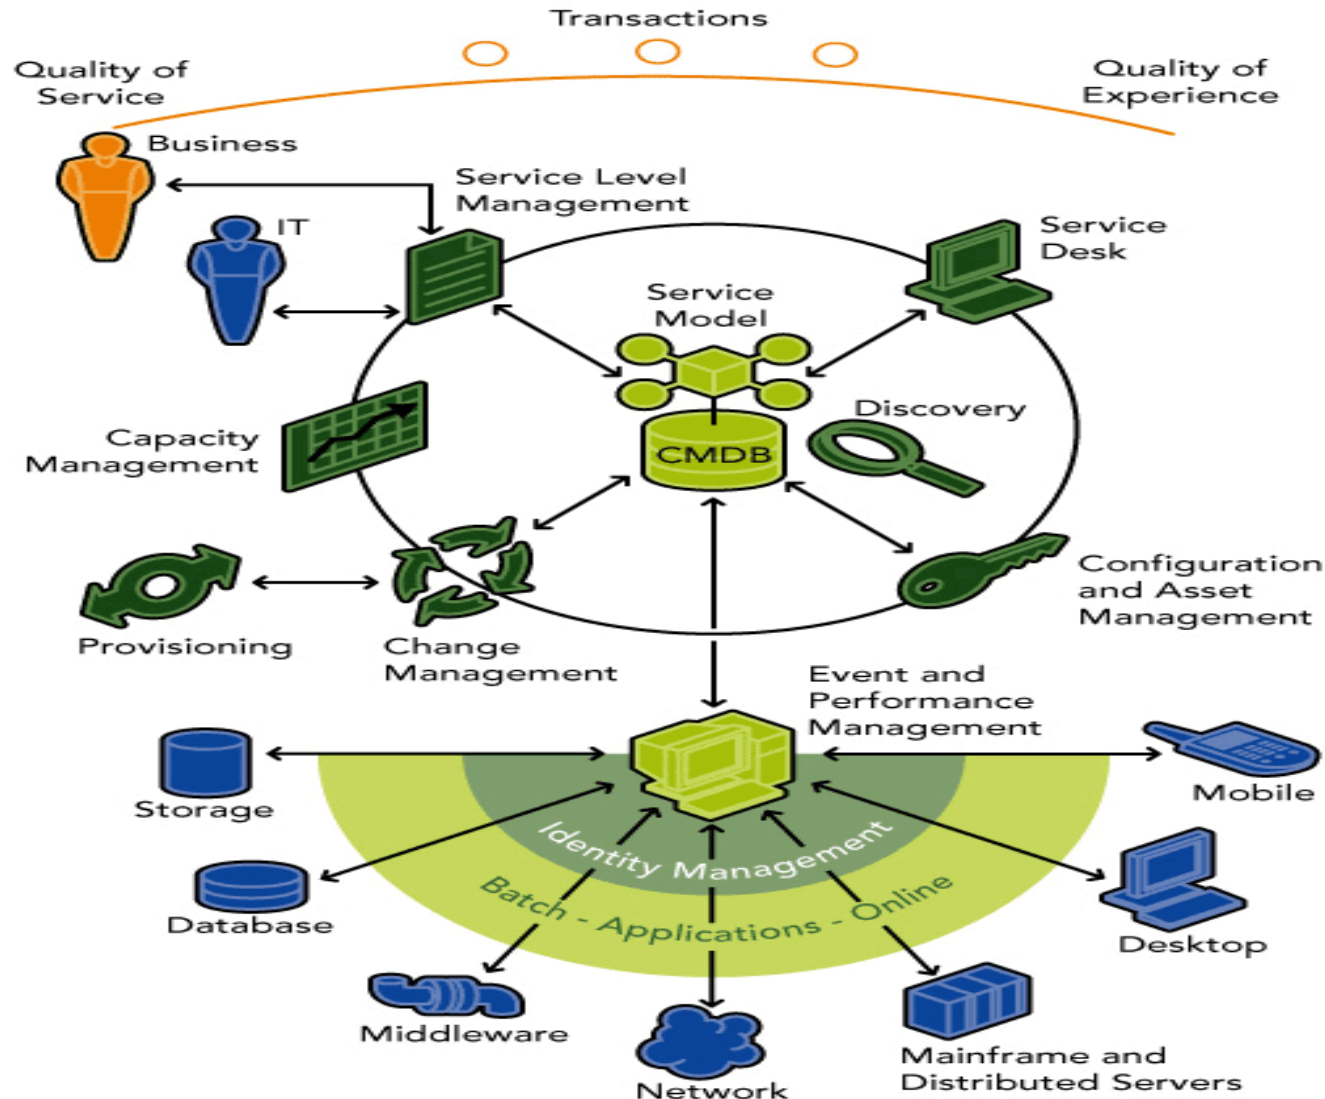 Transactions
Quality of
Service
Quality of
Experience
Business
Service Level
Management
IT
Service
Desk
Service
Model
Discovery
Capacity
Management
CMDB
Configuration
and Asset
Management
Provisioning
Change
Management
Event and
Performance
Management
Storage
Mobile
Identity Management
Batch - Applications - Online
Database
Desktop
Middleware
Network
Mainframe and
Distributed Servers